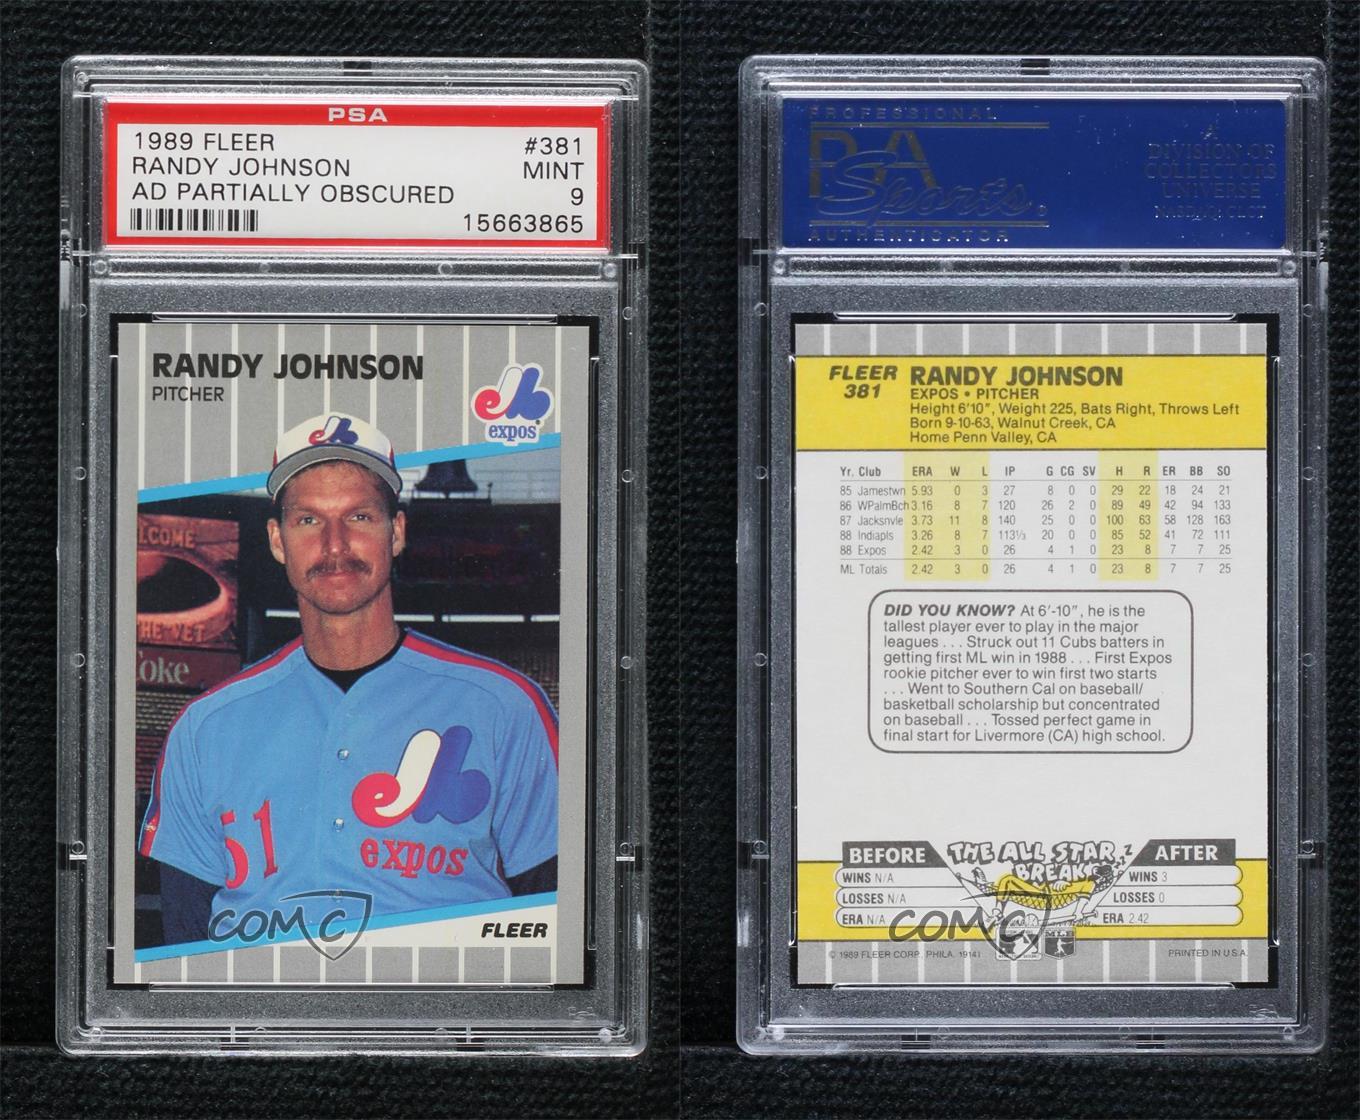 PSA
1989 FLEER #381
RANDY JOHNSON MINT
AD PARTIALLY OBSCURED 9
15663865
RANDY JOHNSON
PITCHER
expos
LCOME
THE VET
Coke
51
expos
FLEER
COMC
PROFESSIONAL
PSA
Sports
AUTHENTICATOR
A
DIVISION OF
COLLECTORS
UNIVERSE
FLEER
381
RANDY JOHNSON
EXPOS • PITCHER
Height 6'10", Weight 225, Bats Right, Throws Left
Born 9-10-63, Walnut Creek, CA
Home Penn Valley, CA
Yr. Club ERA W L IP G CG SV H R ER BB SO
85 Jamestwn 5.93 0 3 27 8 0 0 29 22 18 24 21
86 WPalmBch 3.16 8 7 120 26 2 0 89 49 42 94 133
87 Jacksnvle 3.73 11 8 140 25 0 0 100 63 58 128 163
88 Indiapls 3.26 8 7 113⅓ 20 0 0 85 52 41 72 111
88 Expos 2.42 3 0 26 4 1 0 23 8 7 7 25
ML Totals 2.42 3 0 26 4 1 0 23 8 7 7 25
DID YOU KNOW? At 6'-10", he is the
tallest player ever to play in the major
leagues . . . Struck out 11 Cubs batters in
getting first ML win in 1988 . . . First Expos
rookie pitcher ever to win first two starts
. . . Went to Southern Cal on baseball/
basketball scholarship but concentrated
on baseball . . . Tossed perfect game in
final start for Livermore (CA) high school.
BEFORE THE ALL STAR BREAK ZZZ AFTER
WINS N/A WINS 3
LOSSES N/A LOSSES 0
ERA N/A ERA 2.42
COMC
MLB
© 1989 FLEER CORP., PHILA. 19141 PRINTED IN U.S.A.